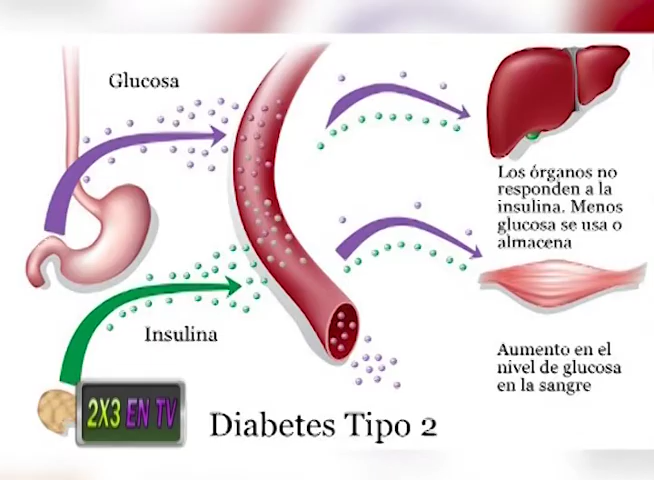 Glucosa
Los órganos no
responden a la
insulina. Menos
glucosa se usa o
almacena
Insulina
Aumento en el
nivel de glucosa
en la sangre
2X3 EN TV
Diabetes Tipo 2